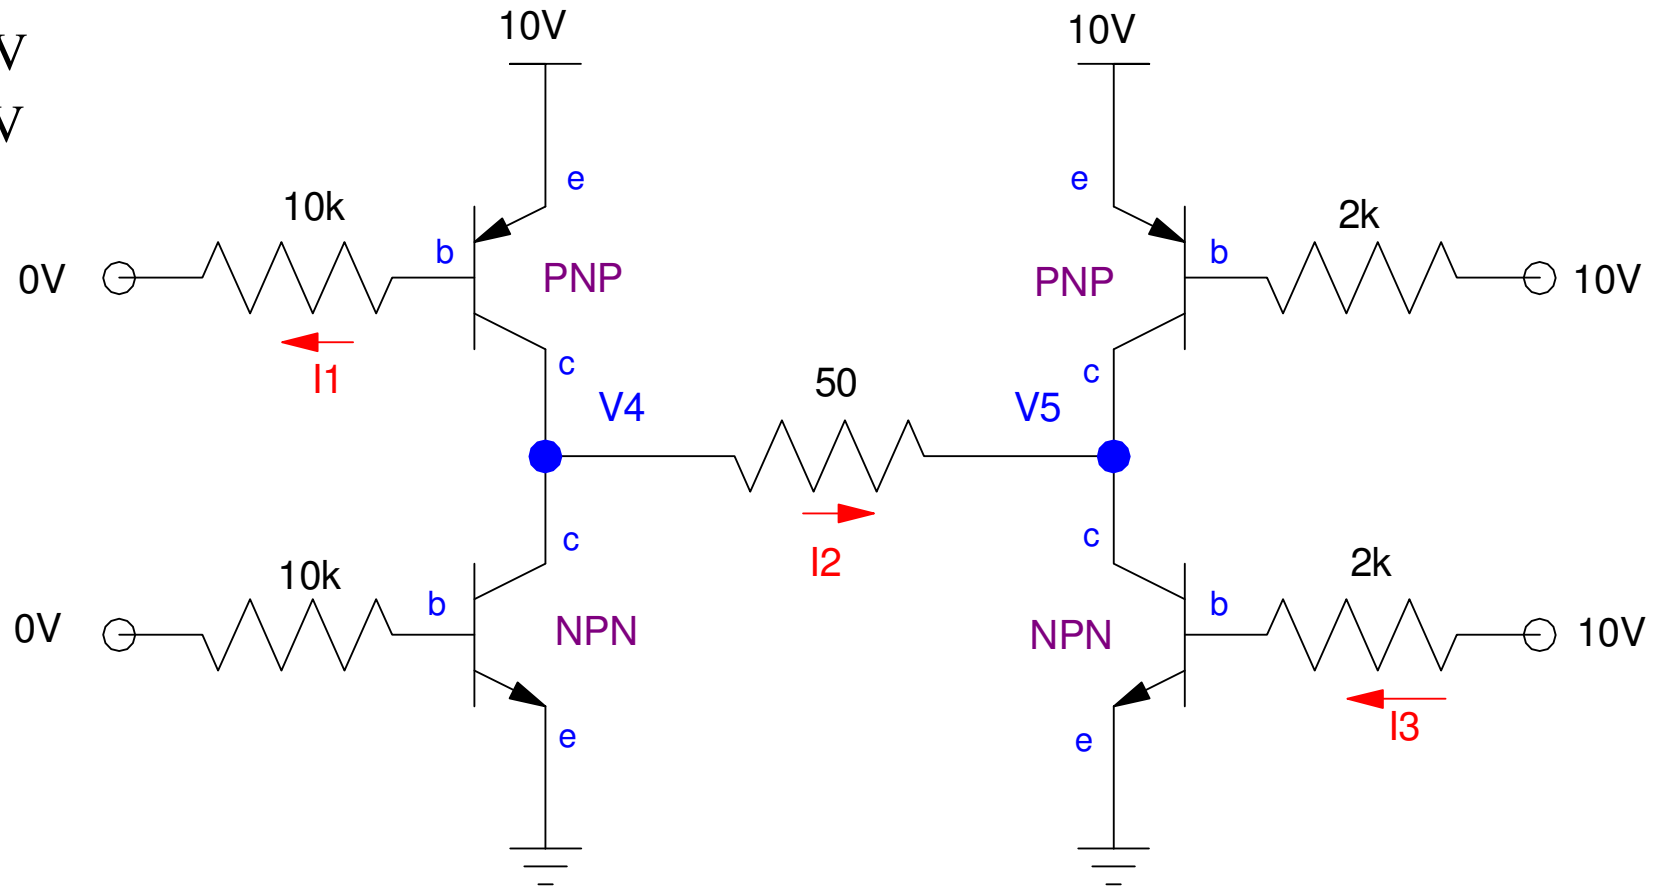 10V 10V
V
V
e e
10k 2k
b b
0V PNP PNP 10V
I1 c c
50
V4 V5
c c
I2
10k 2k
b b
0V NPN NPN 10V
I3
e e